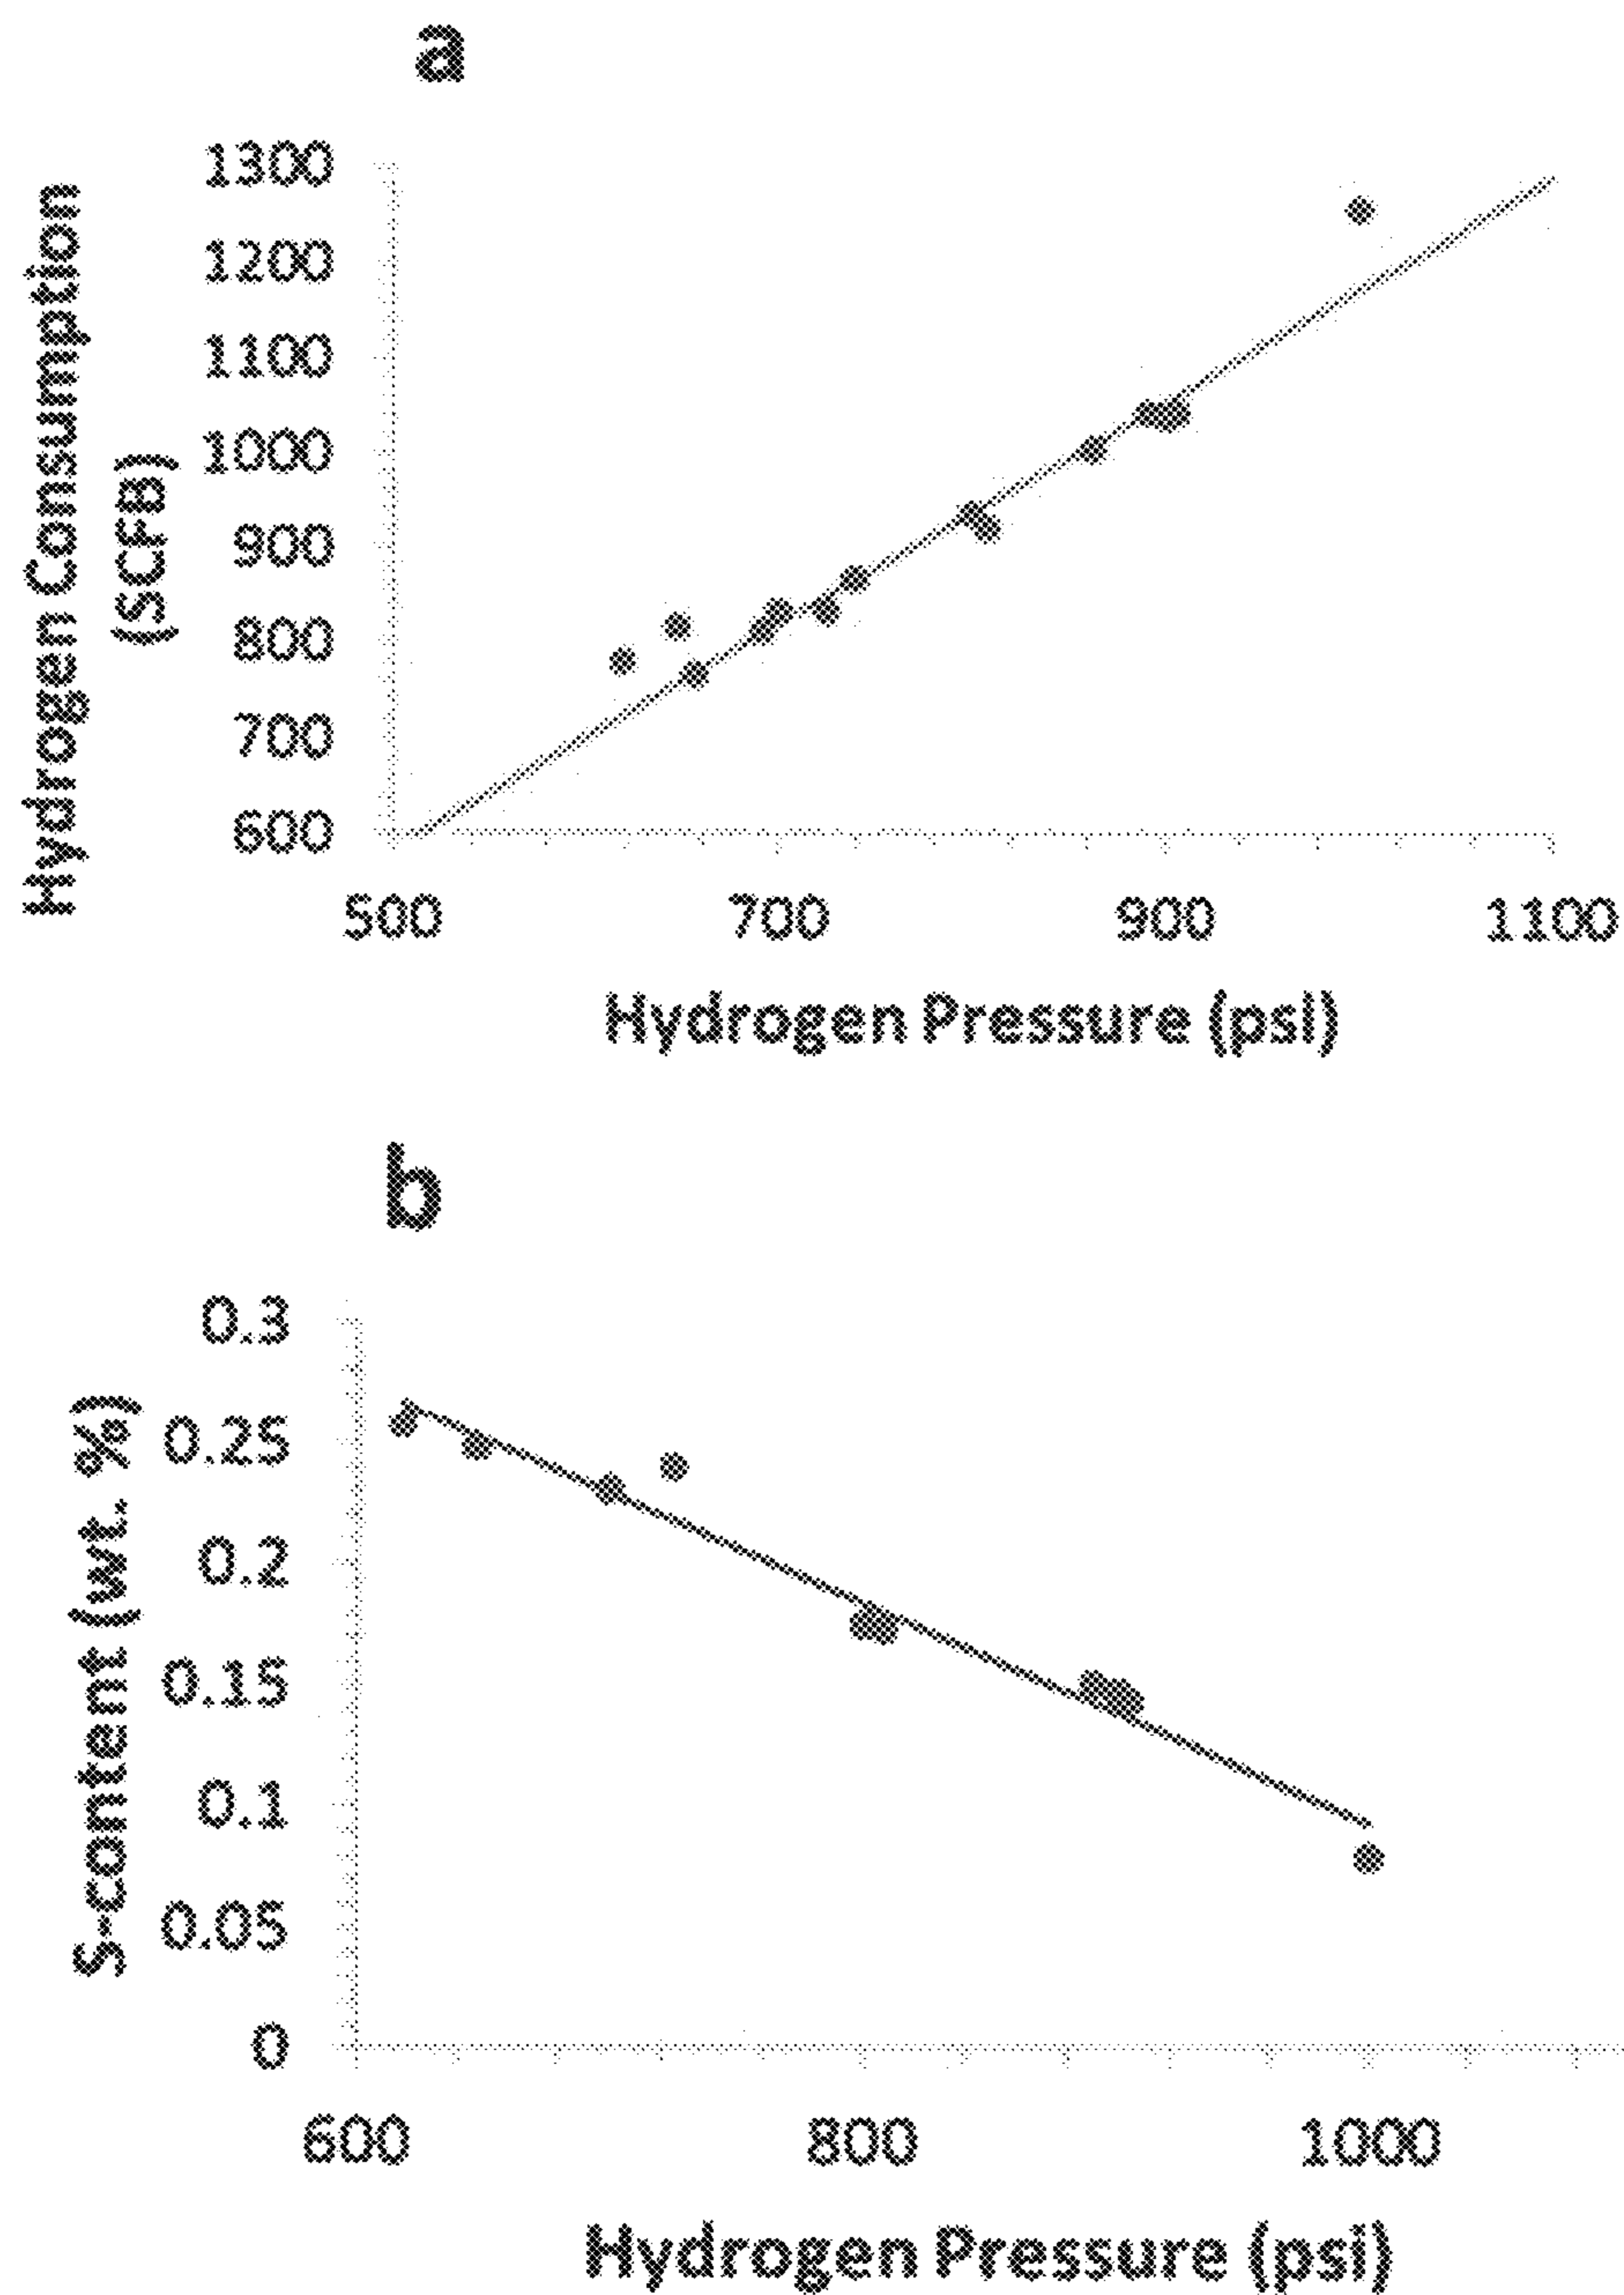 a
Hydrogen Consumption
(SCFB)
1300
1200
1100
1000
900
800
700
600
500 700 900 1100
Hydrogen Pressure (psi)
b
S-content (wt. %)
0.3
0.25
0.2
0.15
0.1
0.05
0
600 800 1000
Hydrogen Pressure (psi)